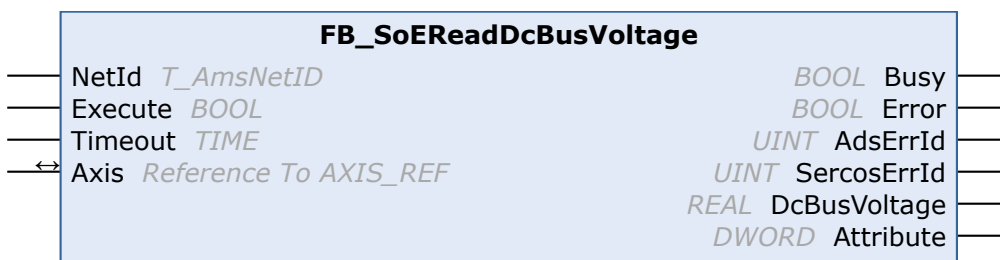 FB_SoEReadDcBusVoltage
NetId T_AmsNetID BOOL Busy
Execute BOOL BOOL Error
Timeout TIME UINT AdsErrId
↔ Axis Reference To AXIS_REF UINT SercosErrId
REAL DcBusVoltage
DWORD Attribute